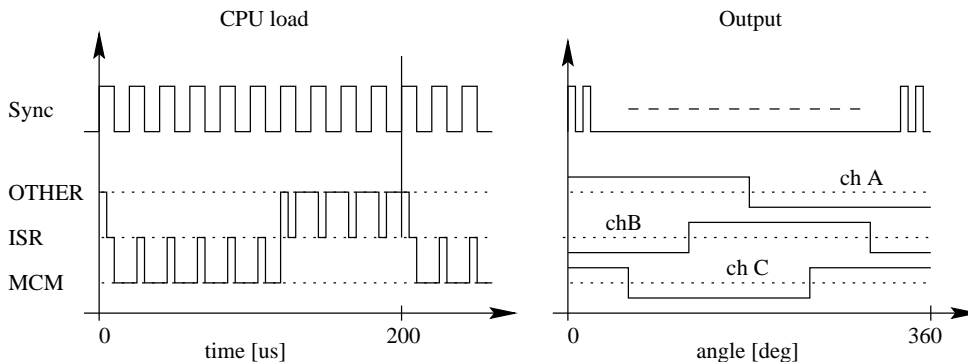 CPU load
Output
Sync
OTHER
ch A
ISR
chB
MCM
ch C
0
200
0
360
time [us]
angle [deg]